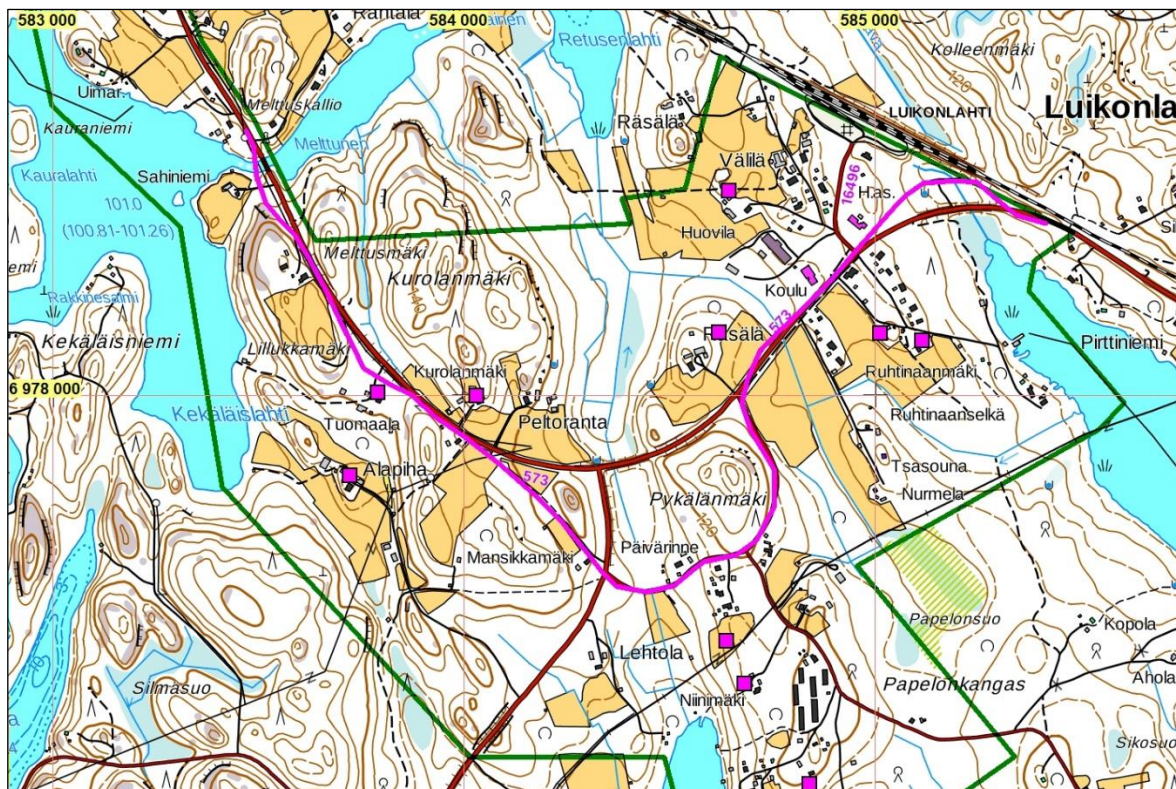 583 000
584 000
585 000
Rantala
Retusenlahti
Kolleenmäki
120
Uimar.
Melttuskallio
LUIKONLAHTI
Luikonla
Kauraniemi
Räsälä
Melttunen
Välilä
Kauralahti
Sahiniemi
16496
H.as.
101.0
(100.81-101.26)
Huovila
Melttusmäki
Kurolanmäki
140
Koulu
573
Räsälä
Kekäläisniemi
Lillukkamäki
Pirttiniemi
Kurolanmäki
Ruhtinaanmäki
6 978 000
Kekäläislahti
Tuomaala
Peltoranta
Ruhtinaanselkä
Alapiha
573
Tsasouna
Pykälänmäki
Nurmela
120
Mansikkamäki
Päivärinne
Papelonsuo
Kopola
Lehtola
Ahola
Silmasuo
Niinimäki
Papelonkangas
Sikosuo